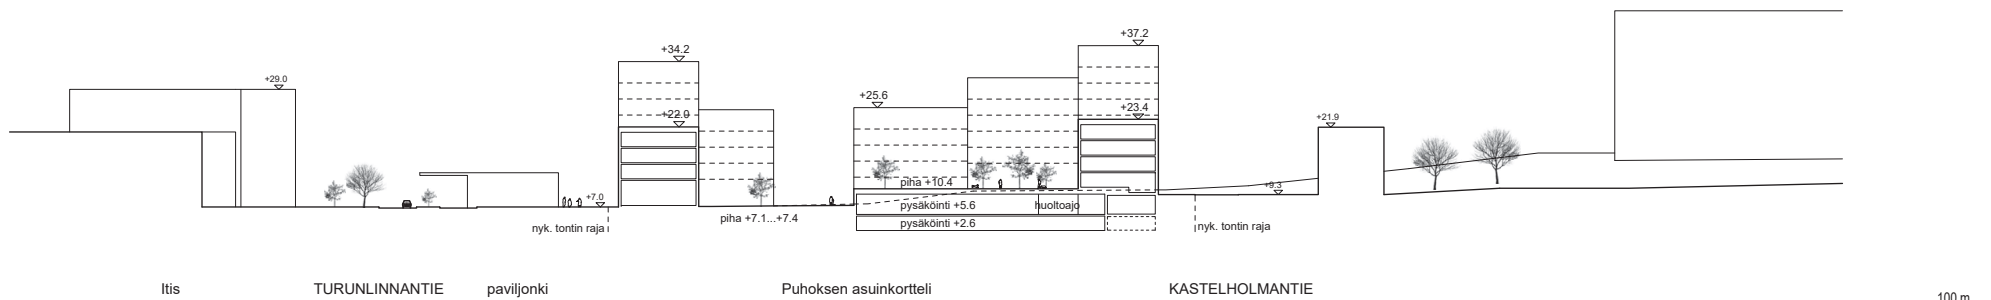 +37.2
+34.2
+29.0
+25.6
+22.0
+23.4
+21.9
piha +10.4
+9.3
+7.0
pysäköinti +5.6
huoltoajo
piha +7.1...+7.4
pysäköinti +2.6
nyk. tontin raja
nyk. tontin raja
Itis
TURUNLINNANTIE
paviljonki
Puhoksen asuinkortteli
KASTELHOLMANTIE
100 m